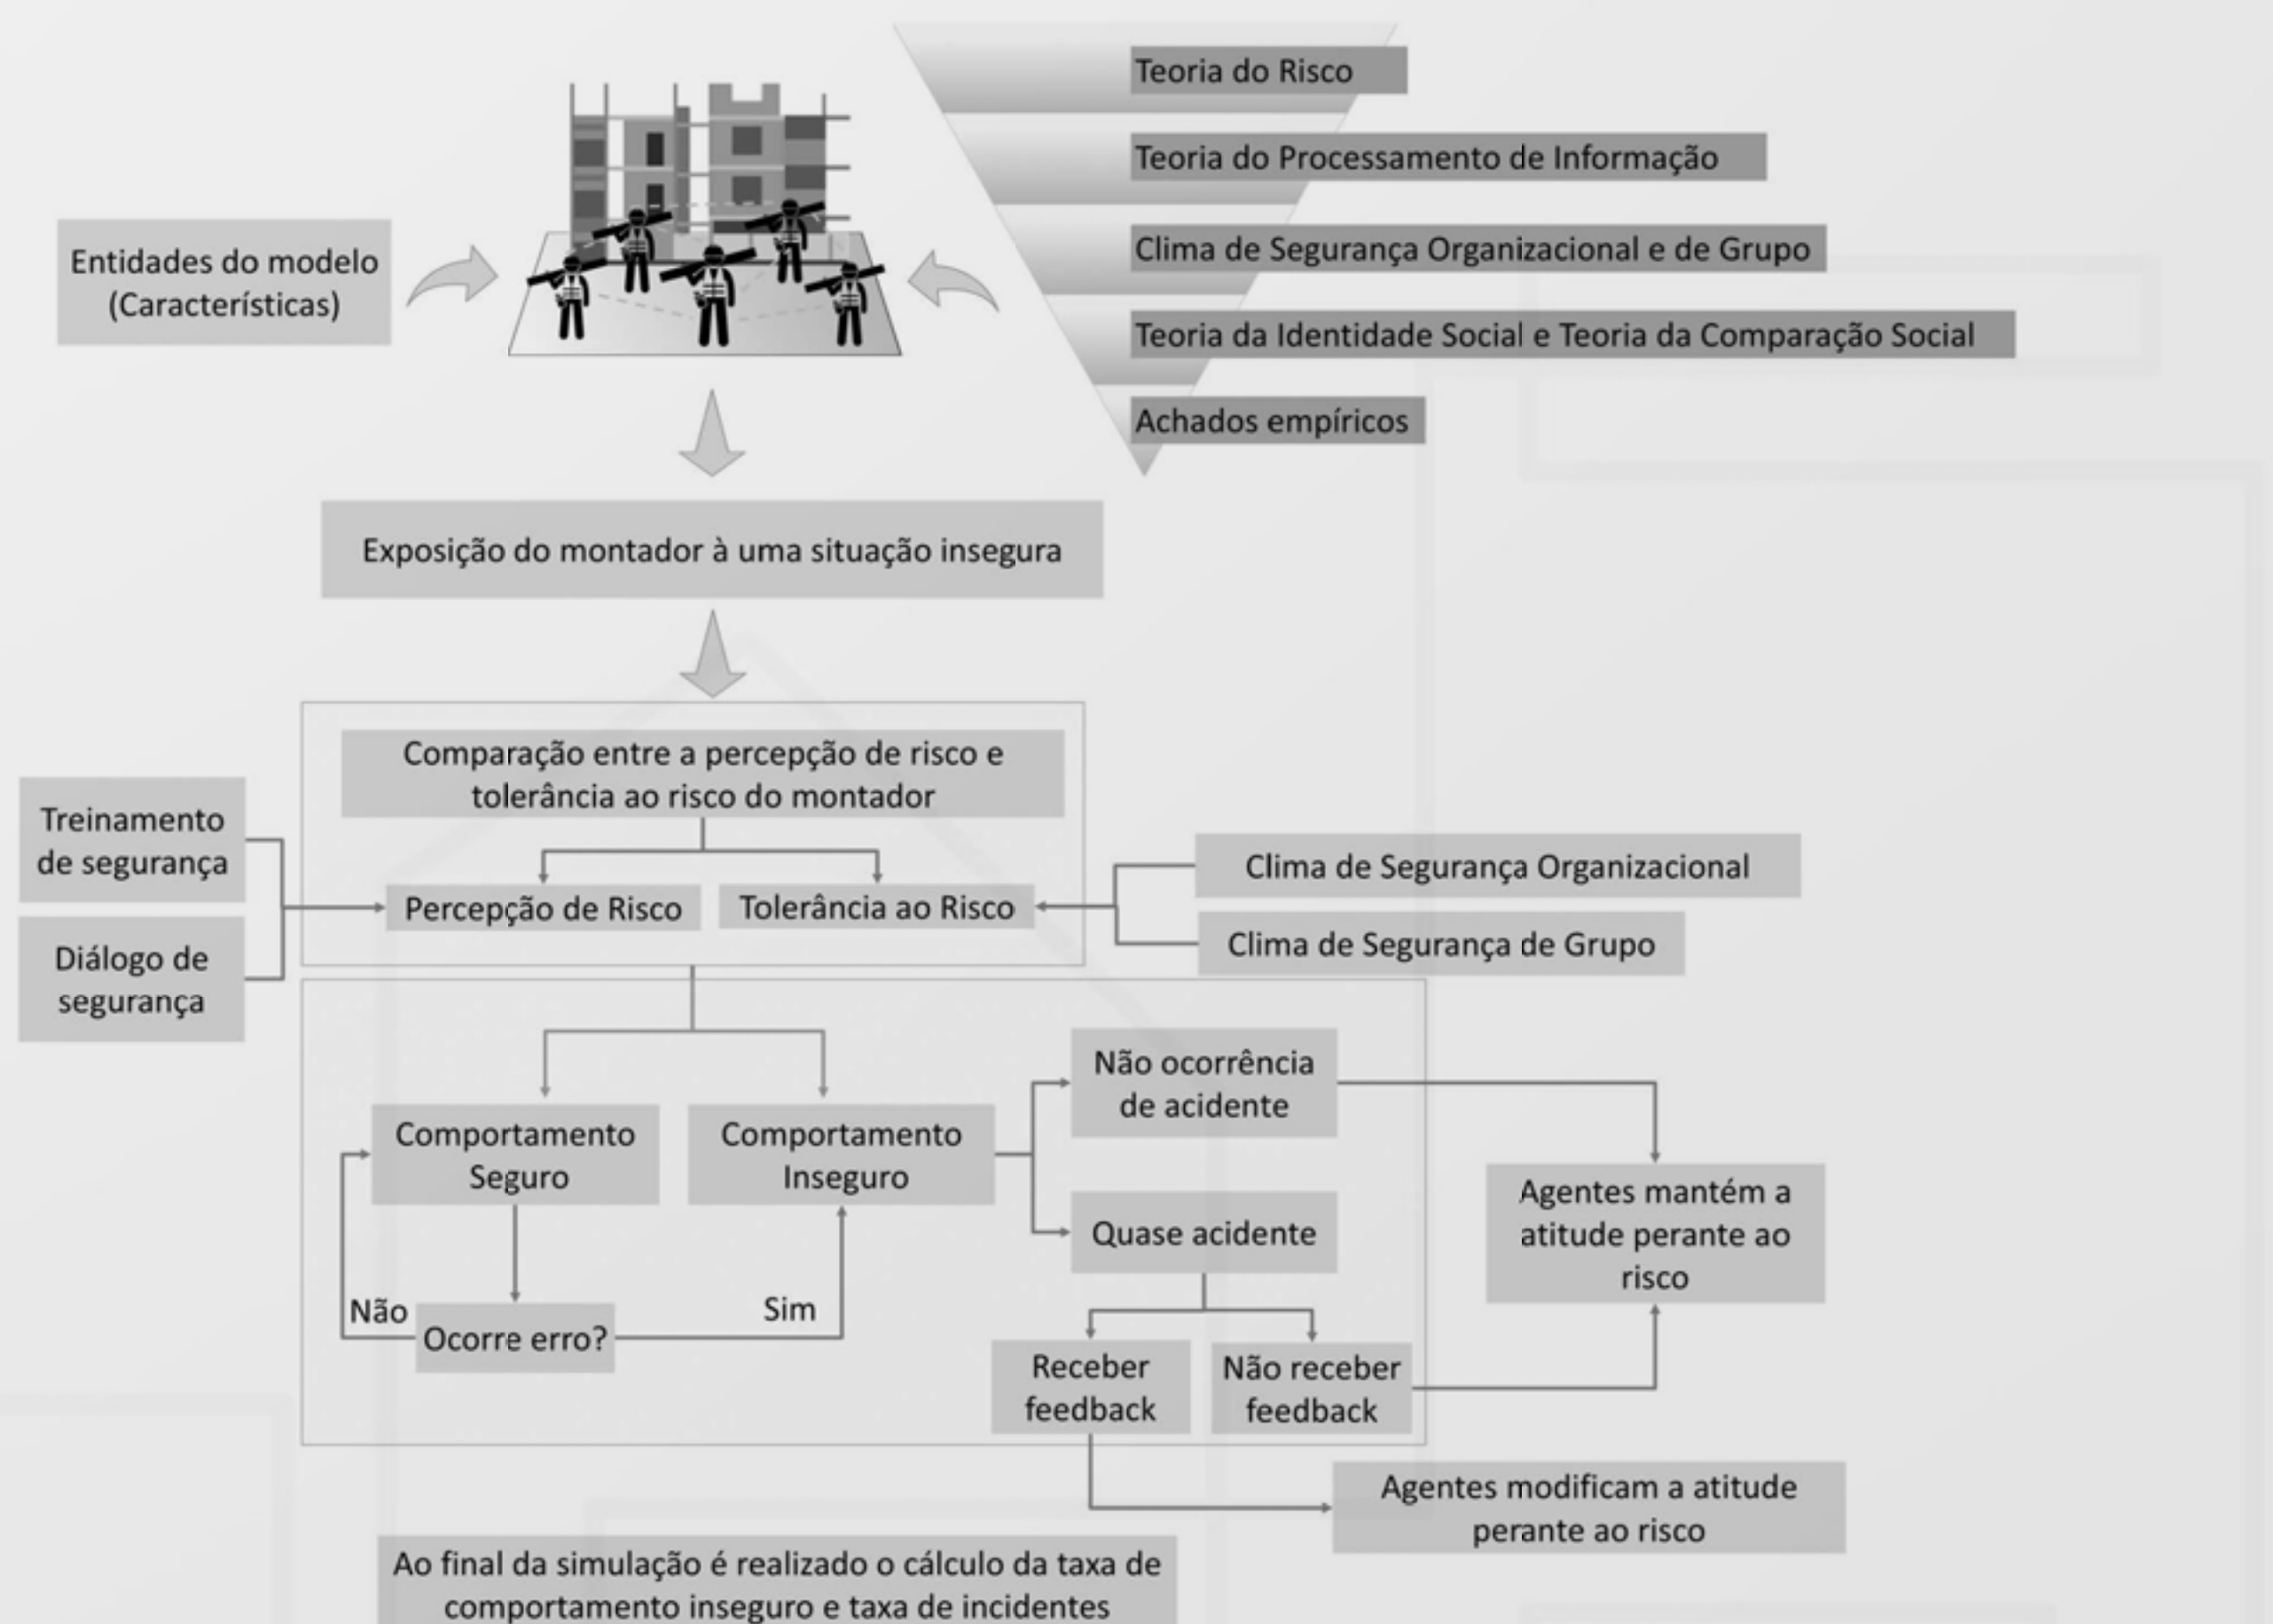 Teoria do Risco
Teoria do Processamento de Informação
Clima de Segurança Organizacional e de Grupo
Teoria da Identidade Social e Teoria da Comparação Social
Achados empíricos
Entidades do modelo
(Características)
Exposição do montador à uma situação insegura
Comparação entre a percepção de risco e
tolerância ao risco do montador
Treinamento
de segurança
Diálogo de
segurança
Percepção de Risco
Tolerância ao Risco
Clima de Segurança Organizacional
Clima de Segurança de Grupo
Comportamento
Seguro
Comportamento
Inseguro
Não ocorrência
de acidente
Quase acidente
Agentes mantém a
atitude perante ao
risco
Não
Ocorre erro?
Sim
Receber
feedback
Não receber
feedback
Agentes modificam a atitude
perante ao risco
Ao final da simulação é realizado o cálculo da taxa de
comportamento inseguro e taxa de incidentes